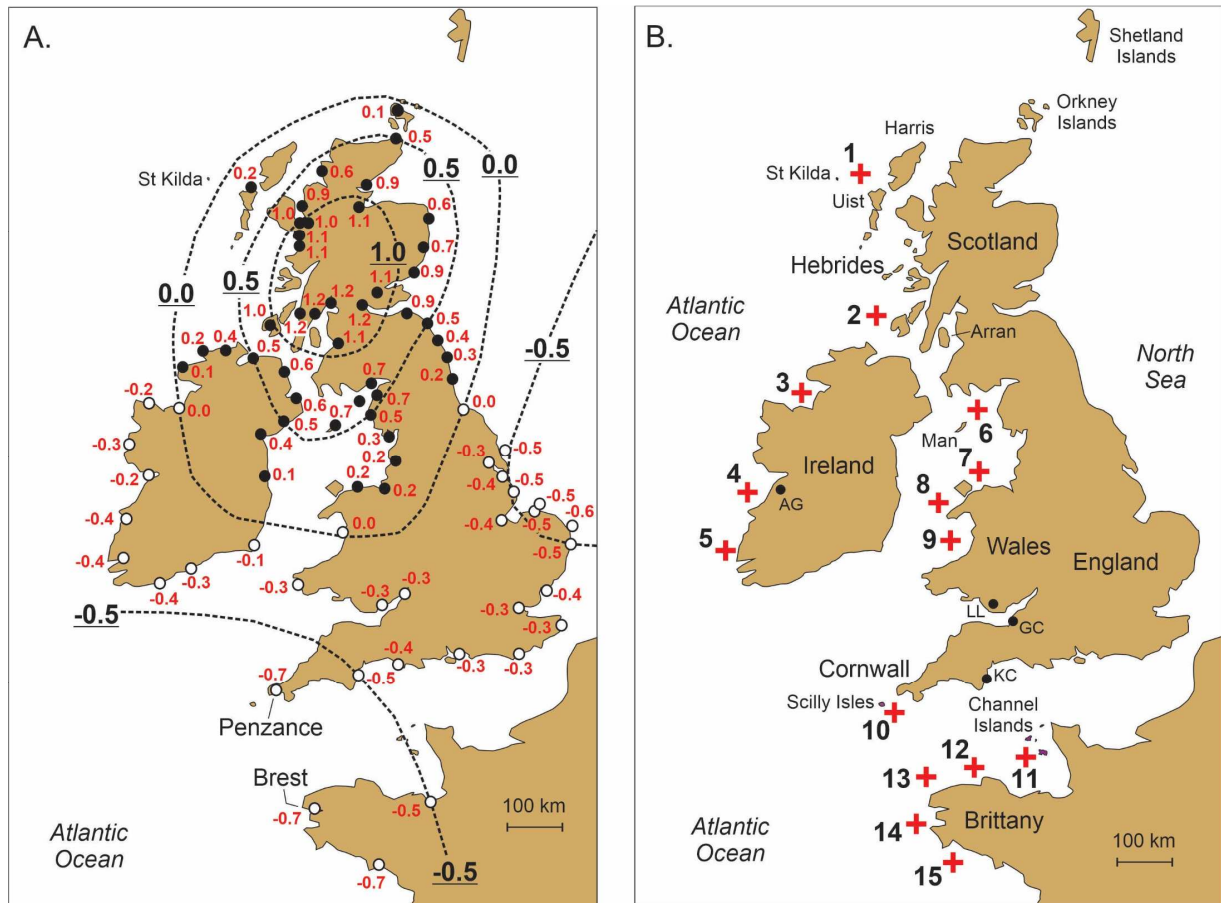 A.
0.1
0.5
0.0
Harris
0.2
St Kilda
0.6
0.9
0.5
0.9
1.0
1.0
1.1
0.6
1.1
1.1
0.7
1.0
0.9
0.0
0.5
1.1
-0.5
1.2
1.0
1.2
1.2
0.9
0.5
1.1
0.4
0.2
0.4
0.5
0.3
0.1
0.6
0.2
0.7
-0.2
0.0
0.7
0.6
0.7
0.5
0.0
0.5
0.4
0.3
-0.3
0.2
-0.3
-0.5
0.1
-0.2
0.2
0.2
-0.4
-0.5
-0.5
-0.4
0.0
-0.4
-0.5
-0.6
-0.1
-0.5
-0.4
-0.3
-0.4
-0.3
-0.3
-0.3
-0.4
-0.3
-0.5
-0.3
-0.4
-0.7
-0.5
-0.3
-0.3
Penzance
Brest
-0.7
-0.5
100 km
Atlantic
Ocean
-0.7
-0.5
B.
Shetland
Islands
Orkney
Islands
Harris
1
St Kilda
Uist
Scotland
Hebrides
Atlantic
Ocean
2
Arran
North
Sea
3
6
Man
7
Ireland
4
AG
8
5
9
Wales
England
LL
GC
Cornwall
KC
Scilly Isles
Channel
Islands
10
12
11
13
14
Brittany
Atlantic
Ocean
100 km
15